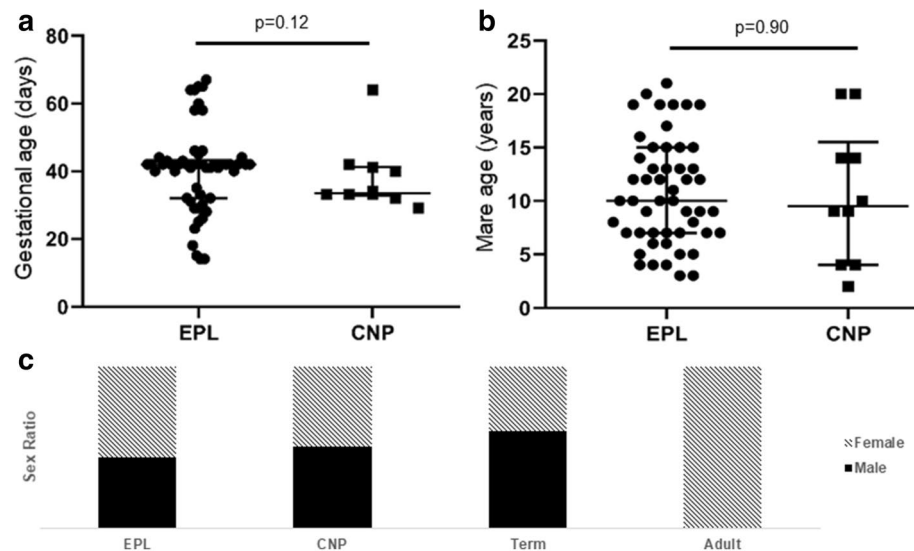 a
p=0.12
Gestational age (days)
80
60
40
20
0
EPL CNP
b
p=0.90
Mare age (years)
25
20
15
10
5
0
EPL CNP
c
Sex Ratio
Female
Male
EPL CNP Term Adult